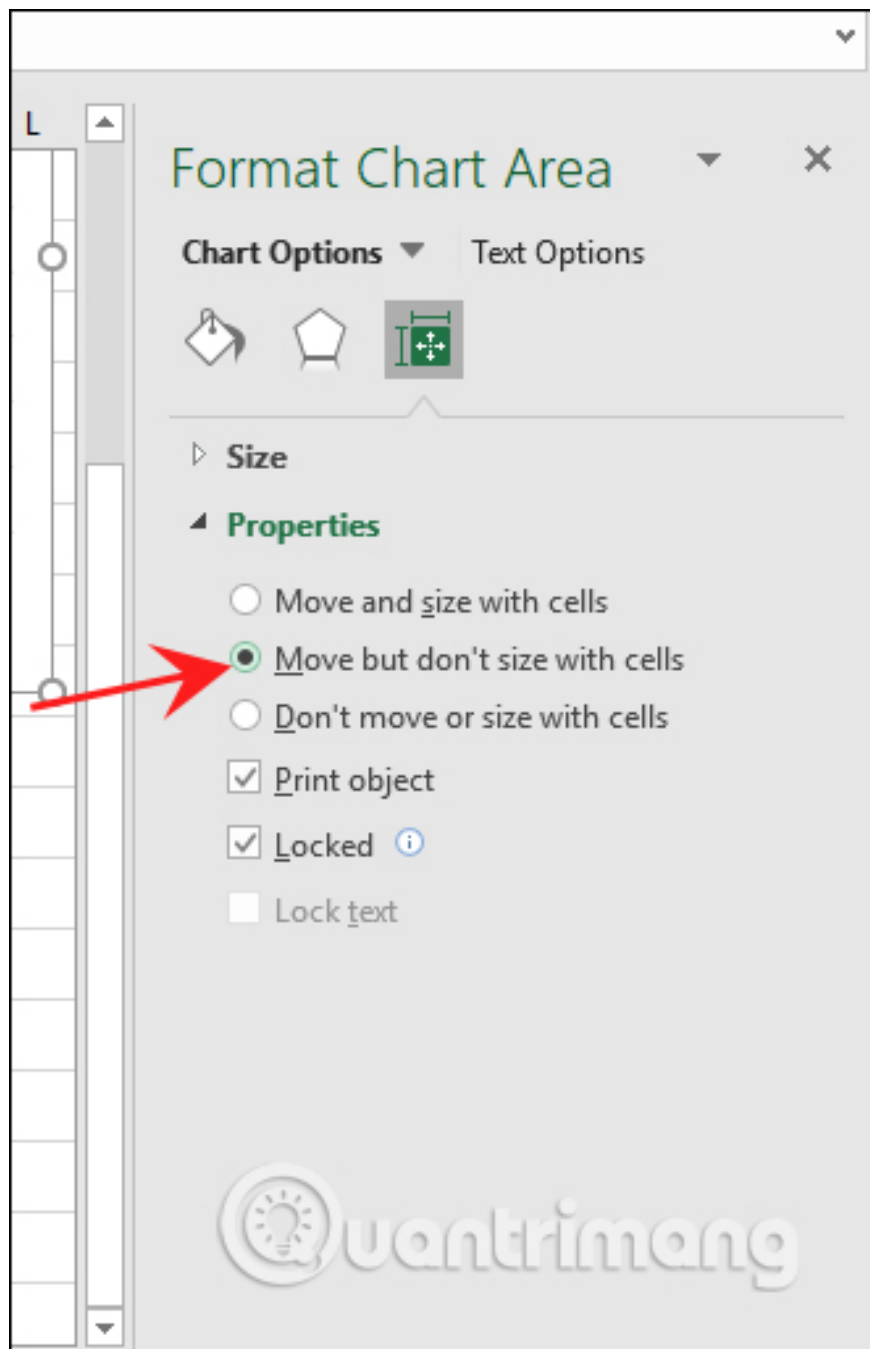 L
Format Chart Area
Chart Options Text Options
Size
Properties
Move and size with cells
Move but don't size with cells
Don't move or size with cells
Print object
Locked
Lock text
Quantrimang